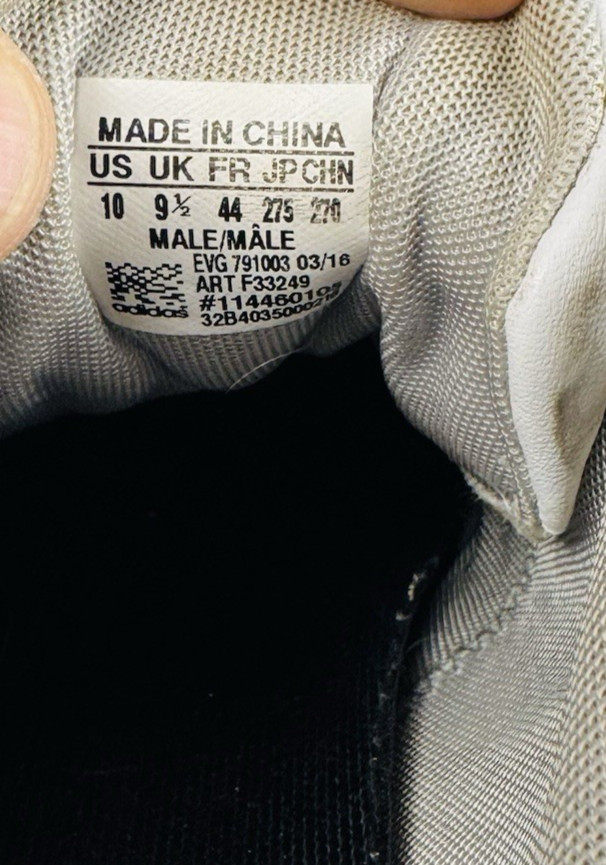 MADE IN CHINA
US UK FR JP CHN
10 9½ 44 275 270
MALE/MÂLE
EVG 791003 03/16
ART F33249
adidas